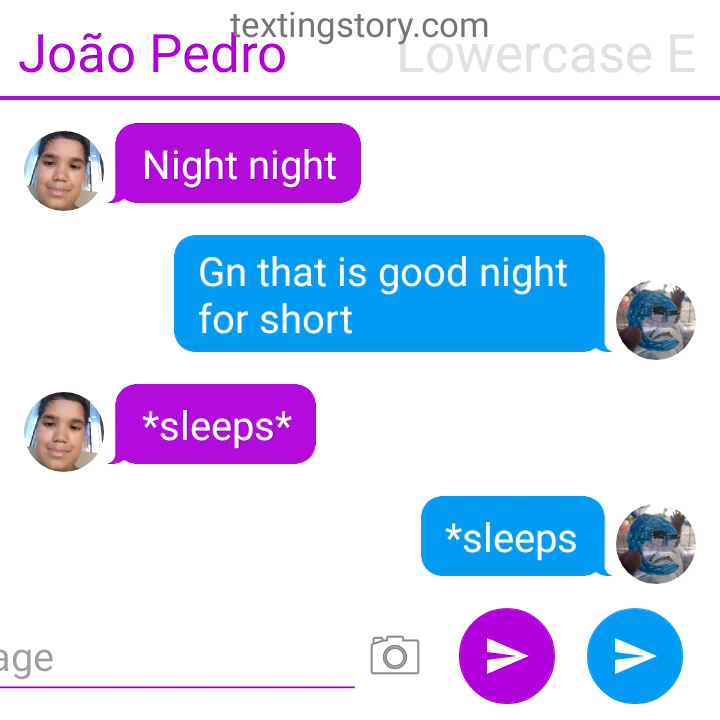 textingstory.com
João Pedro
Lowercase E
Night night
Gn that is good night
for short
*sleeps*
*sleeps
age